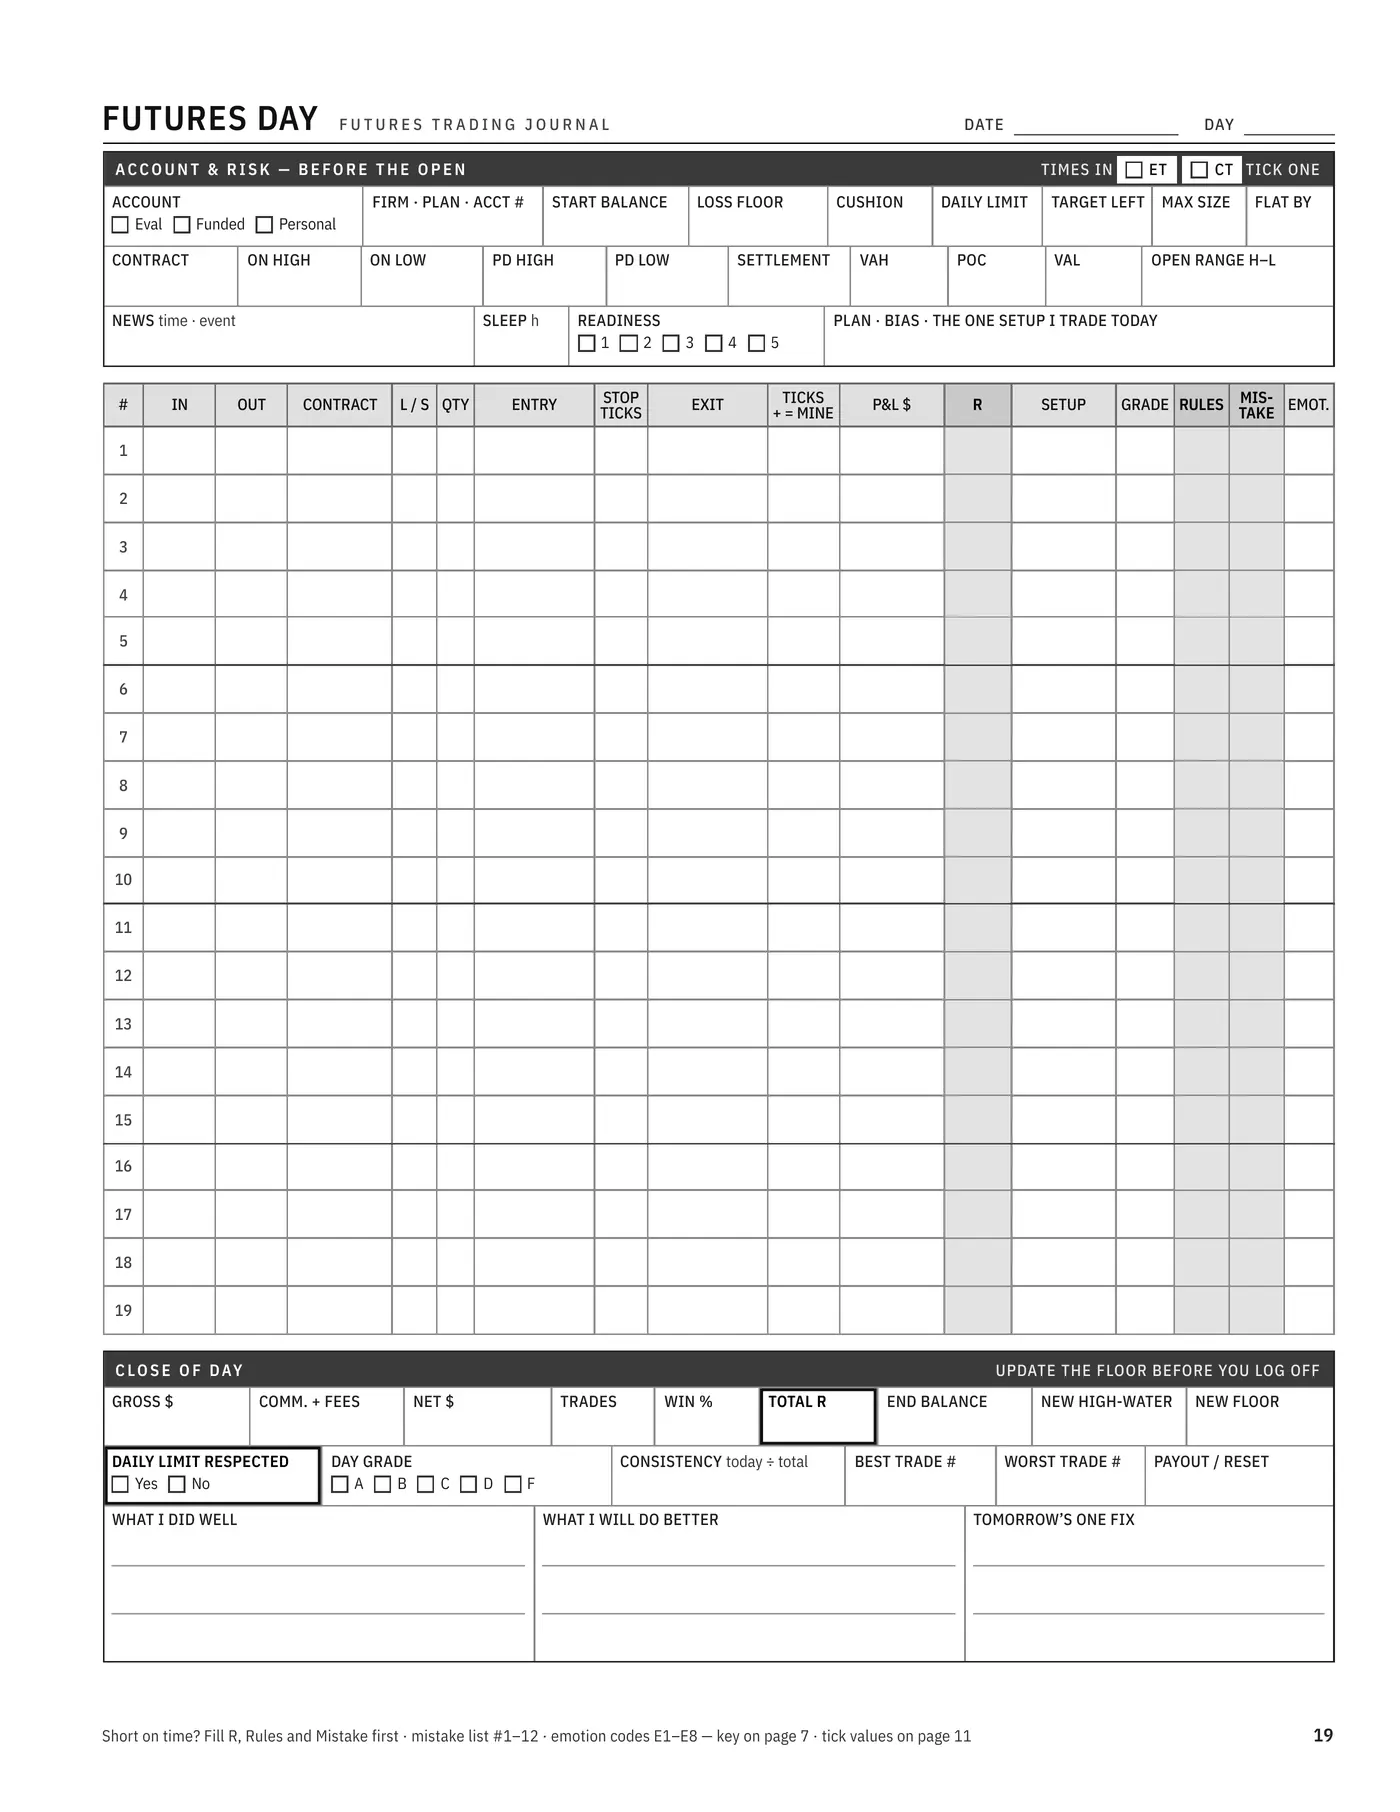 FUTURES DAY FUTURES TRADING JOURNAL DATE DAY
ACCOUNT & RISK — BEFORE THE OPEN TIMES IN ET CT TICK ONE
ACCOUNT FIRM · PLAN · ACCT # START BALANCE LOSS FLOOR CUSHION DAILY LIMIT TARGET LEFT MAX SIZE FLAT BY
Eval Funded Personal
CONTRACT ON HIGH ON LOW PD HIGH PD LOW SETTLEMENT VAH POC VAL OPEN RANGE H–L
NEWS time · event SLEEP h READINESS PLAN · BIAS · THE ONE SETUP I TRADE TODAY
1 2 3 4 5
# IN OUT CONTRACT L / S QTY ENTRY STOP TICKS EXIT TICKS + = MINE P&L $ R SETUP GRADE RULES MIS-TAKE EMOT.
1
2
3
4
5
6
7
8
9
10
11
12
13
14
15
16
17
18
19
CLOSE OF DAY UPDATE THE FLOOR BEFORE YOU LOG OFF
GROSS $ COMM. + FEES NET $ TRADES WIN % TOTAL R END BALANCE NEW HIGH-WATER NEW FLOOR
DAILY LIMIT RESPECTED DAY GRADE CONSISTENCY today ÷ total BEST TRADE # WORST TRADE # PAYOUT / RESET
Yes No A B C D F
WHAT I DID WELL WHAT I WILL DO BETTER TOMORROW’S ONE FIX
Short on time? Fill R, Rules and Mistake first · mistake list #1–12 · emotion codes E1–E8 — key on page 7 · tick values on page 11 19